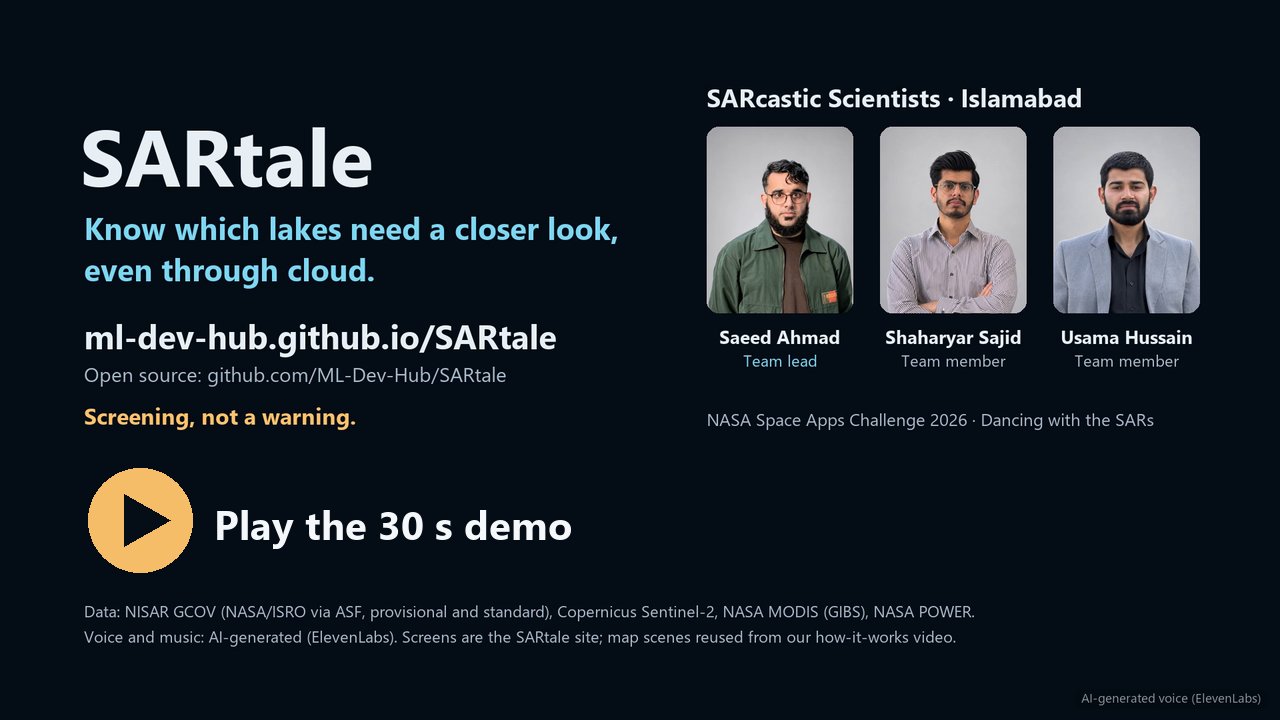 SARtale
Know which lakes need a closer look,
even through cloud.
ml-dev-hub.github.io/SARtale
Open source: github.com/ML-Dev-Hub/SARtale
Screening, not a warning.
Play the 30 s demo
SARcastic Scientists · Islamabad
Saeed Ahmad
Team lead
Shaharyar Sajid
Team member
Usama Hussain
Team member
NASA Space Apps Challenge 2026 · Dancing with the SARs
Data: NISAR GCOV (NASA/ISRO via ASF, provisional and standard), Copernicus Sentinel-2, NASA MODIS (GIBS), NASA POWER.
Voice and music: AI-generated (ElevenLabs). Screens are the SARtale site; map scenes reused from our how-it-works video.
AI-generated voice (ElevenLabs)